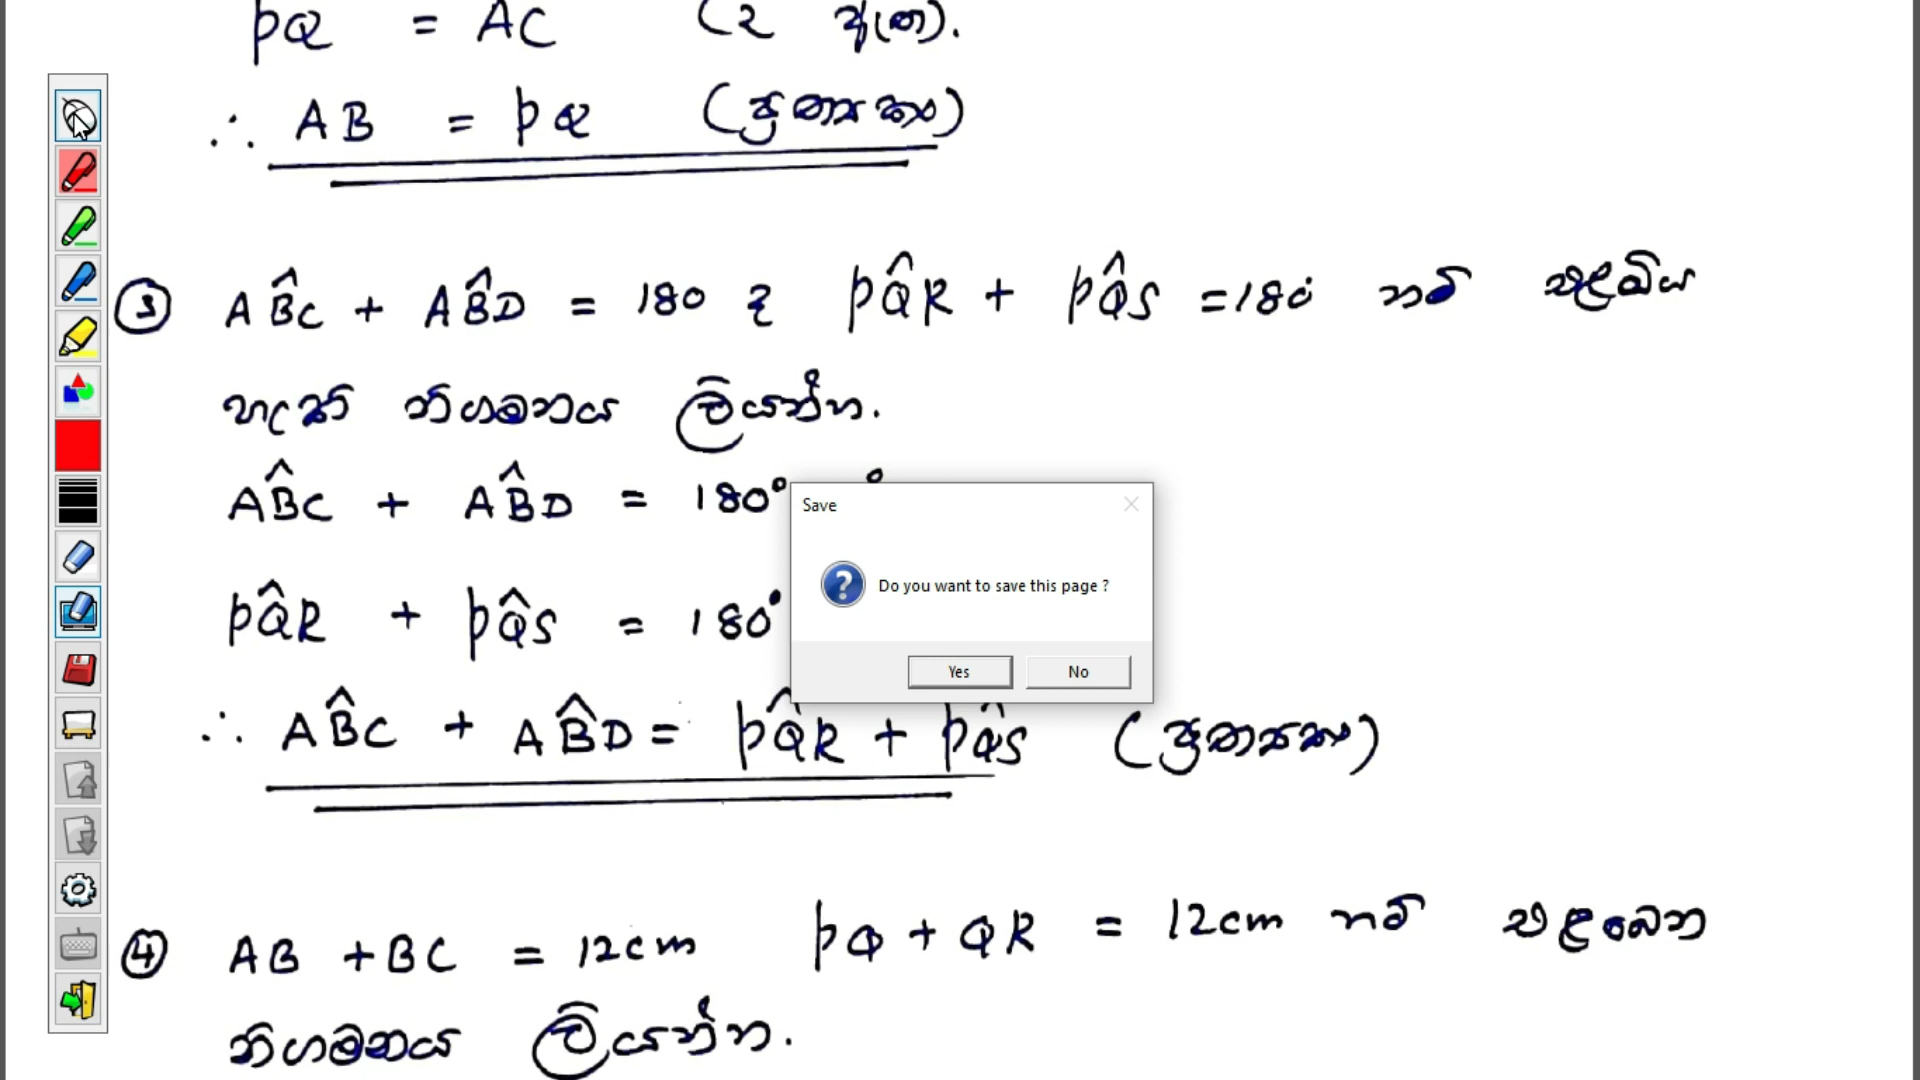 PQ = AC (2 දත්ත).
∴ AB = PQ (ප්‍රත්‍යක්ෂ)
③ AB̂C + AB̂D = 180 ද PQ̂R + PQ̂S = 180 නම් එළඹිය
හැකි නිගමනය ලියන්න.
AB̂C + AB̂D = 180°
PQ̂R + PQ̂S = 180°
Save
Do you want to save this page ?
Yes No
∴ AB̂C + AB̂D = PQ̂R + PQ̂S (ප්‍රත්‍යක්ෂ)
④ AB + BC = 12cm PQ + QR = 12cm නම් එළඹෙන
නිගමනය ලියන්න.